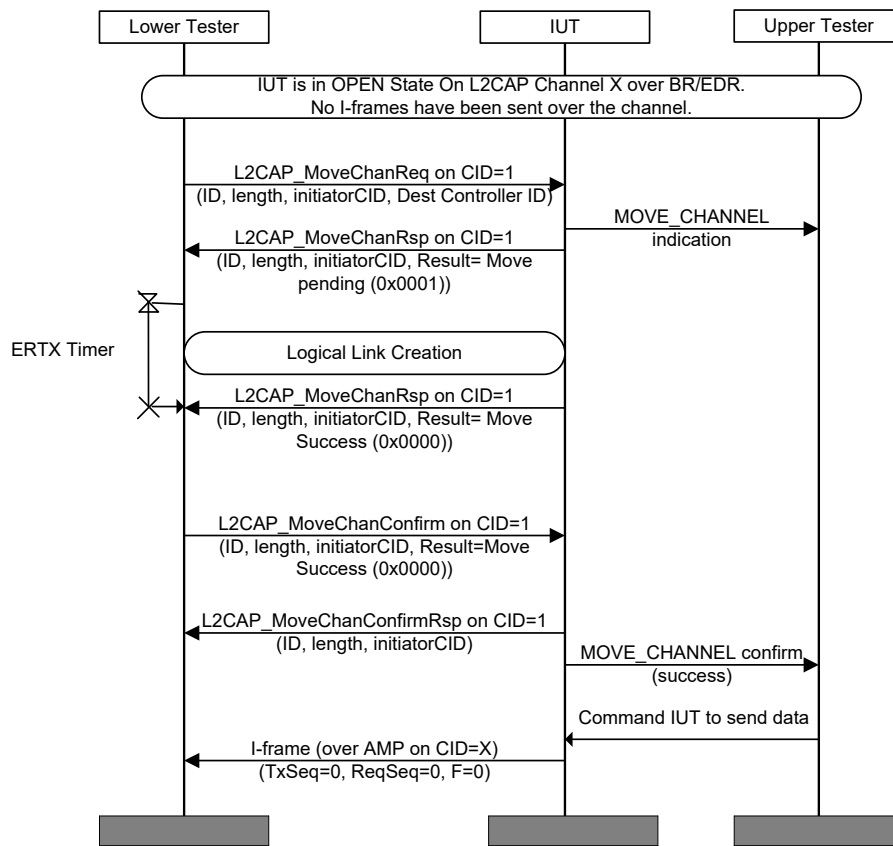 Lower Tester
IUT
Upper Tester
IUT is in OPEN State On L2CAP Channel X over BR/EDR.
No I-frames have been sent over the channel.
L2CAP_MoveChanReq on CID=1
(ID, length, initiatorCID, Dest Controller ID)
MOVE_CHANNEL
indication
L2CAP_MoveChanRsp on CID=1
(ID, length, initiatorCID, Result= Move
pending (0x0001))
ERTX Timer
Logical Link Creation
L2CAP_MoveChanRsp on CID=1
(ID, length, initiatorCID, Result= Move
Success (0x0000))
L2CAP_MoveChanConfirm on CID=1
(ID, length, initiatorCID, Result=Move
Success (0x0000))
L2CAP_MoveChanConfirmRsp on CID=1
(ID, length, initiatorCID)
MOVE_CHANNEL confirm
(success)
Command IUT to send data
I-frame (over AMP on CID=X)
(TxSeq=0, ReqSeq=0, F=0)